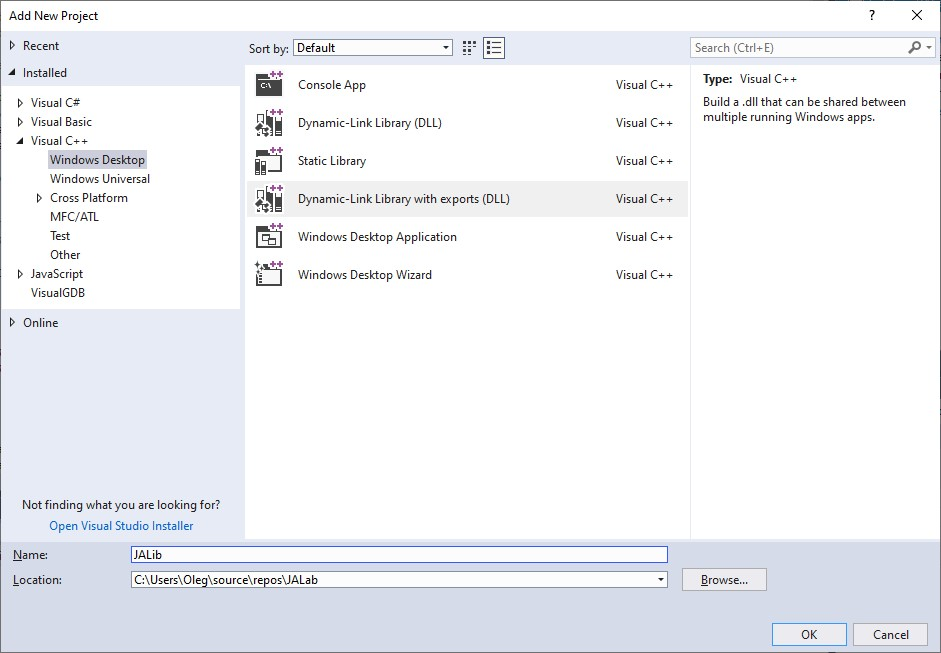 Add New Project
?
Recent
Installed
Visual C#
Visual Basic
Visual C++
Windows Desktop
Windows Universal
Cross Platform
MFC/ATL
Test
Other
JavaScript
VisualGDB
Online
Not finding what you are looking for?
Open Visual Studio Installer
Sort by: Default
Console App Visual C++
Dynamic-Link Library (DLL) Visual C++
Static Library Visual C++
Dynamic-Link Library with exports (DLL) Visual C++
Windows Desktop Application Visual C++
Windows Desktop Wizard Visual C++
Search (Ctrl+E)
Type: Visual C++
Build a .dll that can be shared between
multiple running Windows apps.
Name: JALib
Location: C:\Users\Oleg\source\repos\JALab
Browse...
OK Cancel